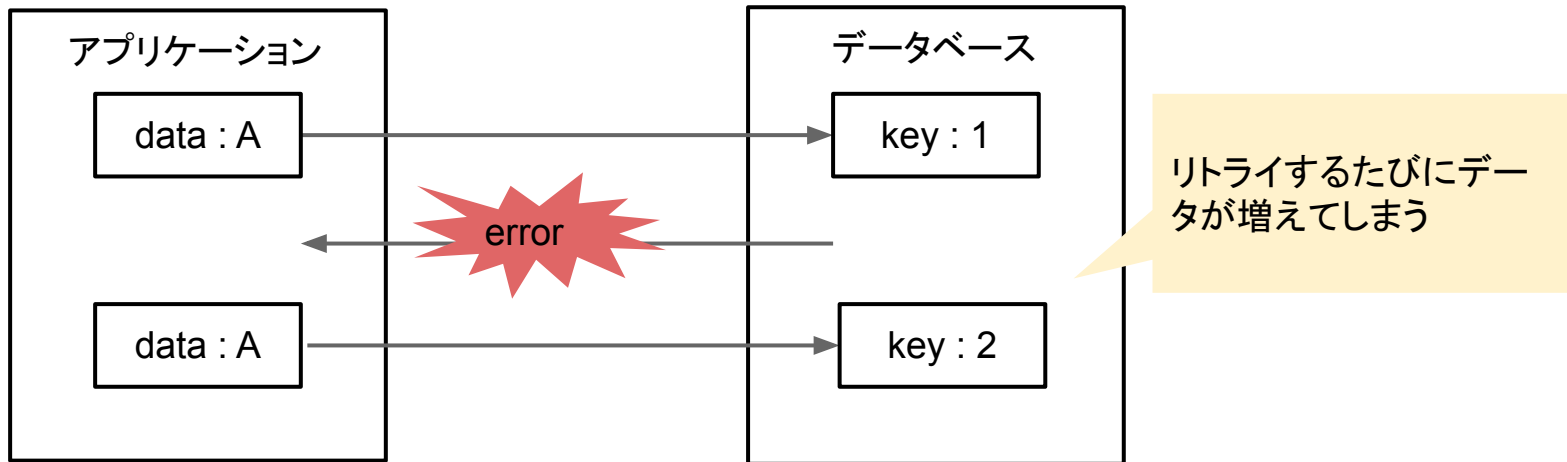 アプリケーション
データベース
data : A
key : 1
error
リトライするたびにデー
タが増えてしまう
data : A
key : 2